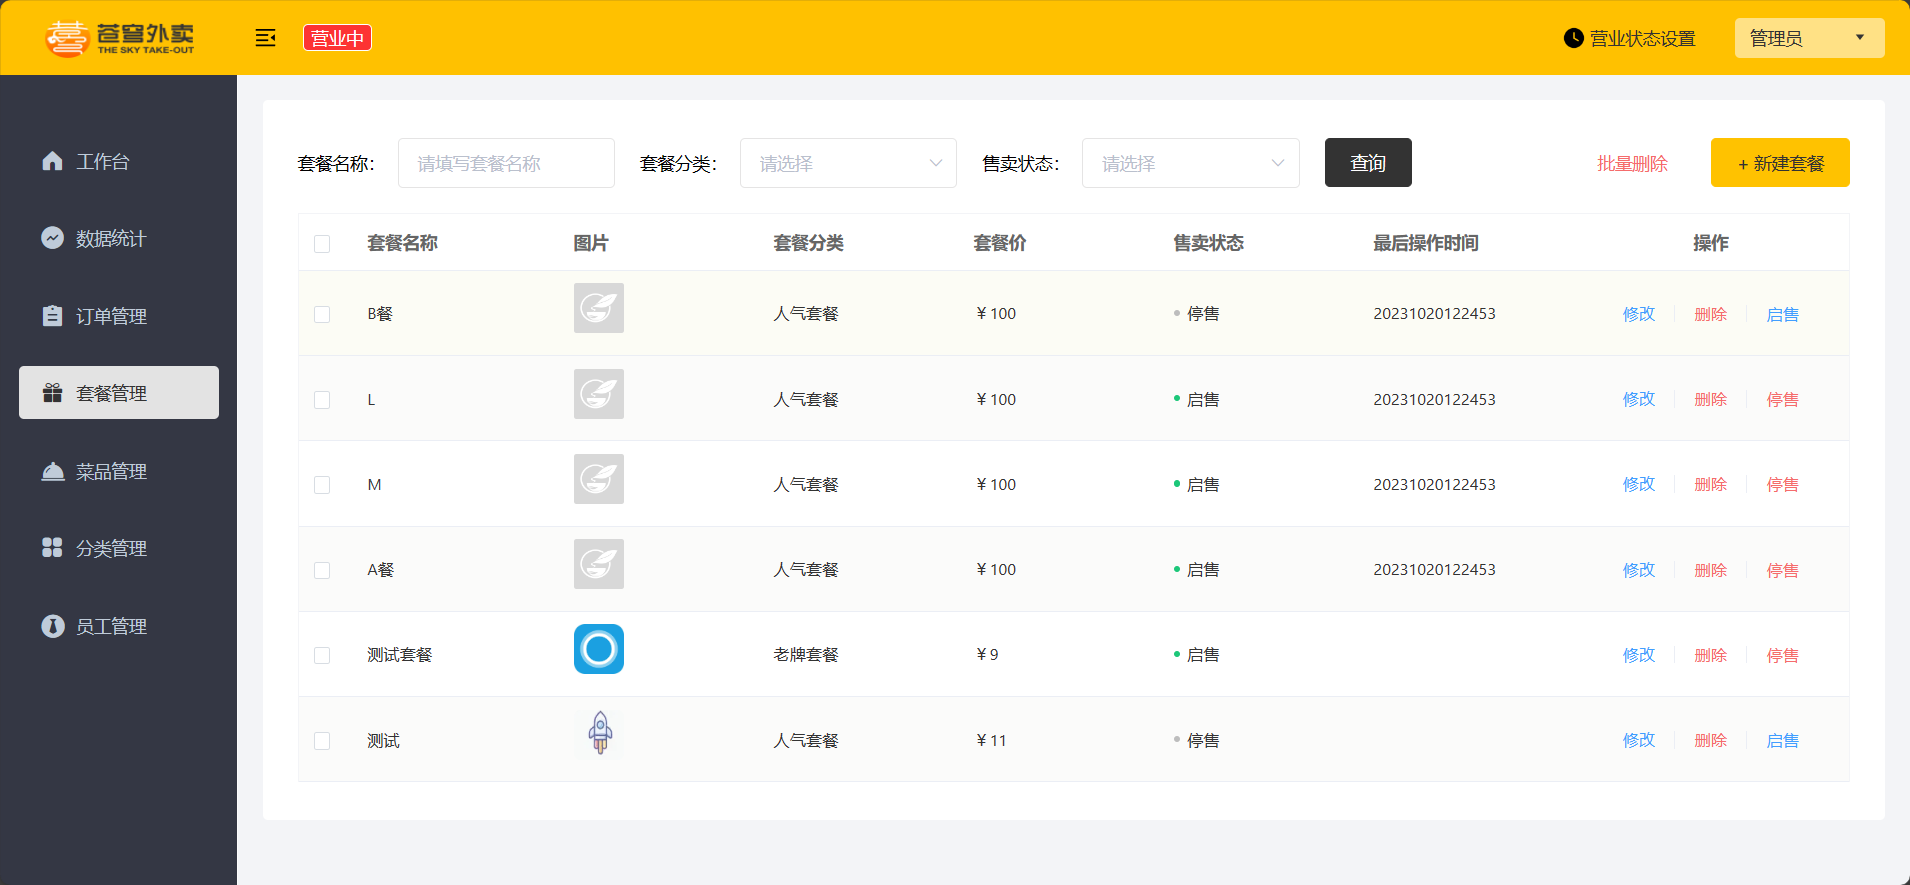 苍穹外卖
THE SKY TAKE-OUT
营业中
营业状态设置
管理员
工作台
数据统计
订单管理
套餐管理
菜品管理
分类管理
员工管理
套餐名称： 请填写套餐名称 套餐分类： 请选择 售卖状态： 请选择 查询 批量删除 + 新建套餐
套餐名称 图片 套餐分类 套餐价 售卖状态 最后操作时间 操作
B餐 人气套餐 ￥100 停售 20231020122453 修改 删除 启售
L 人气套餐 ￥100 启售 20231020122453 修改 删除 停售
M 人气套餐 ￥100 启售 20231020122453 修改 删除 停售
A餐 人气套餐 ￥100 启售 20231020122453 修改 删除 停售
测试套餐 老牌套餐 ￥9 启售 修改 删除 停售
测试 人气套餐 ￥11 停售 修改 删除 启售